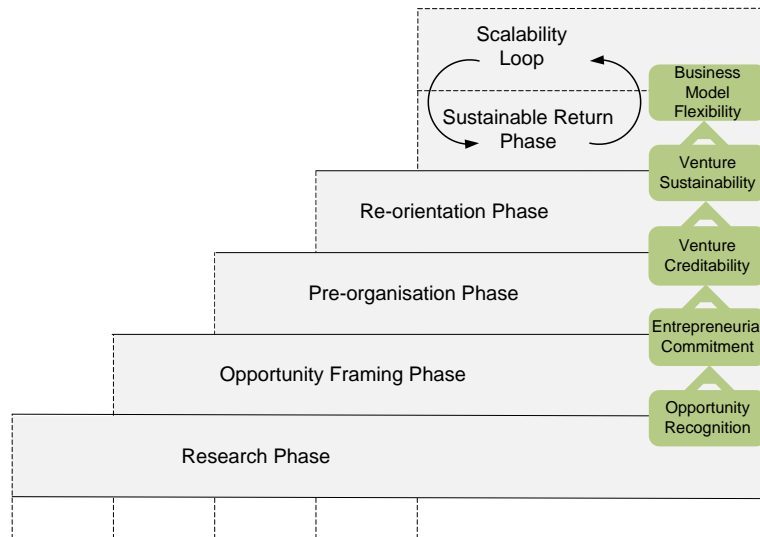 Scalability
Loop
Business
Model
Flexibility
Sustainable Return
Phase
Venture
Sustainability
Re-orientation Phase
Venture
Creditability
Pre-organisation Phase
Entrepreneuria
Commitment
Opportunity Framing Phase
Opportunity
Recognition
Research Phase